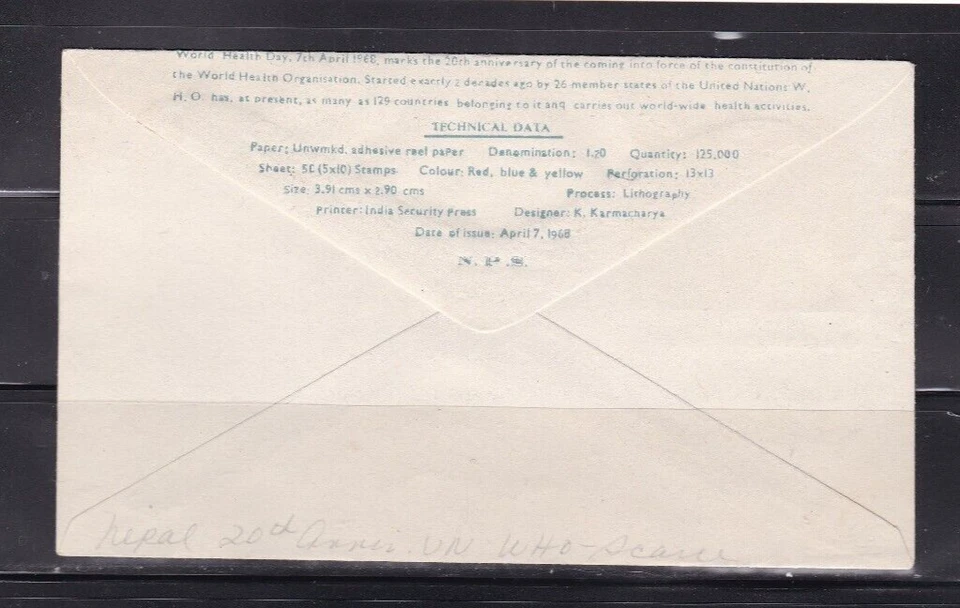 World Health Day, 7th April 1968, marks the 20th anniversary of the coming into force of the constitution of
the World Health Organisation. Started exactly 2 decades ago by 26 member states of the United Nations W.
H. O. has, at present, as many as 129 countries belonging to it and carries out world-wide health activities.
TECHNICAL DATA
Paper: Unwmkd. adhesive reel paper Denomination: 1.20 Quantity: 125,000
Sheet: 50 (5x10) Stamps Colour: Red, blue & yellow Perforation: 13x13
Size: 3.91 cms x 2.90 cms Process: Lithography
Printer: India Security Press Designer: K. Karmacharya
Date of issue: April 7, 1968
N.P.S.
Nepal 20th Anniv. UN WHO-Scarce